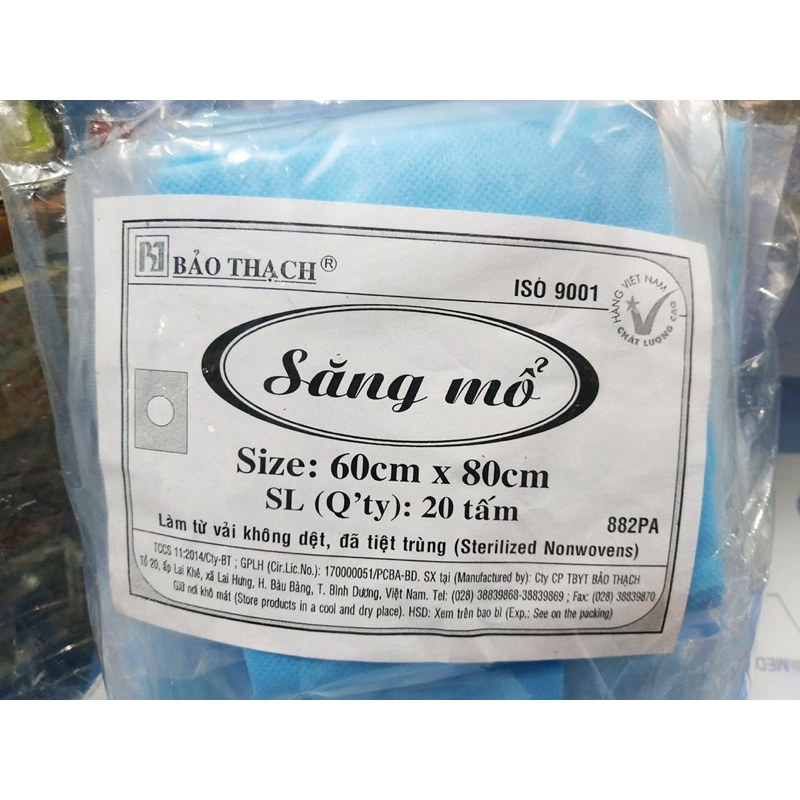 BẢO THẠCH®
ISO 9001
HÀNG VIỆT NAM
CHẤT LƯỢNG CAO
Săng mổ
Size: 60cm x 80cm
SL (Q'ty): 20 tấm
882PA
Làm từ vải không dệt, đã tiệt trùng (Sterilized Nonwovens)
TCCS 11:2014/Cty-BT ; GPLH (Cir.Lic.No.): 170000051/PCBA-BD. SX tại (Manufactured by): Cty CP TBYT BẢO THẠCH
Tổ 20, ấp Lai Khê, xã Lai Hưng, H. Bàu Bàng, T. Bình Dương, Việt Nam. Tel: (028) 38839868-38839869 ; Fax: (028) 38839870
Giữ nơi khô mát (Store products in a cool and dry place). HSD: Xem trên bao bì (Exp.: See on the packing)
MED